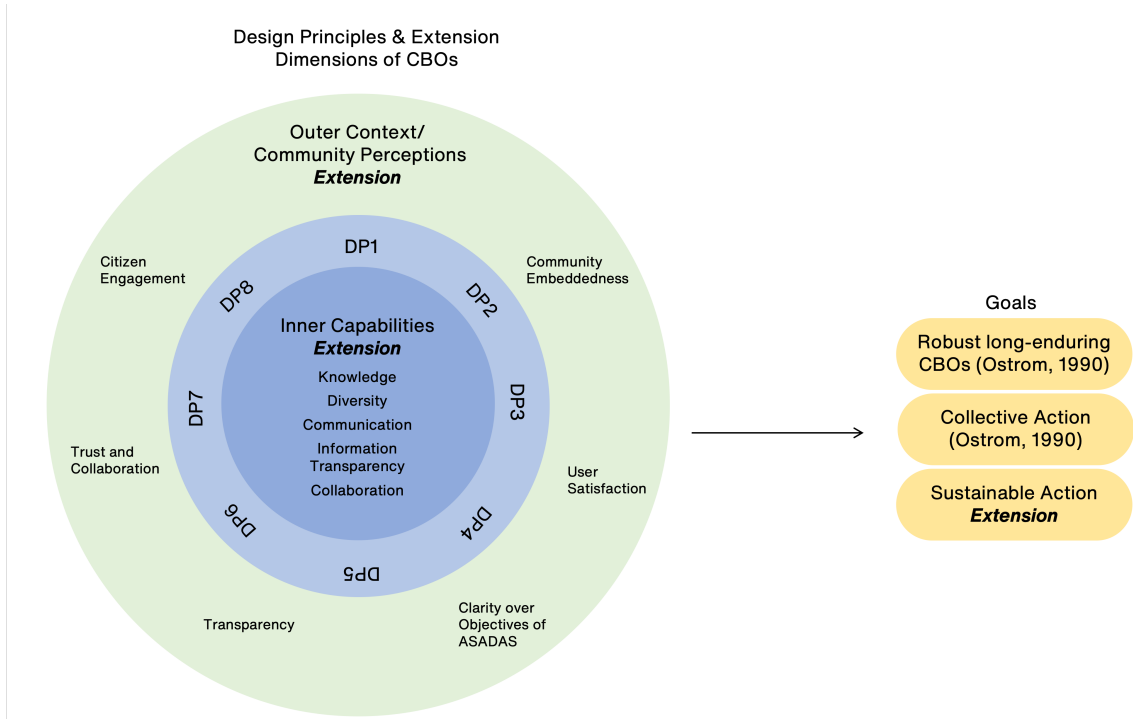 Design Principles & Extension
Dimensions of CBOs
Outer Context/
Community Perceptions
Extension
Citizen
Engagement
Community
Embeddedness
Trust and
Collaboration
User
Satisfaction
Transparency
Clarity over
Objectives of
ASADAS
DP1
DP2
DP3
DP4
DP5
DP6
DP7
DP8
Inner Capabilities
Extension
Knowledge
Diversity
Communication
Information
Transparency
Collaboration
Goals
Robust long-enduring
CBOs (Ostrom, 1990)
Collective Action
(Ostrom, 1990)
Sustainable Action
Extension